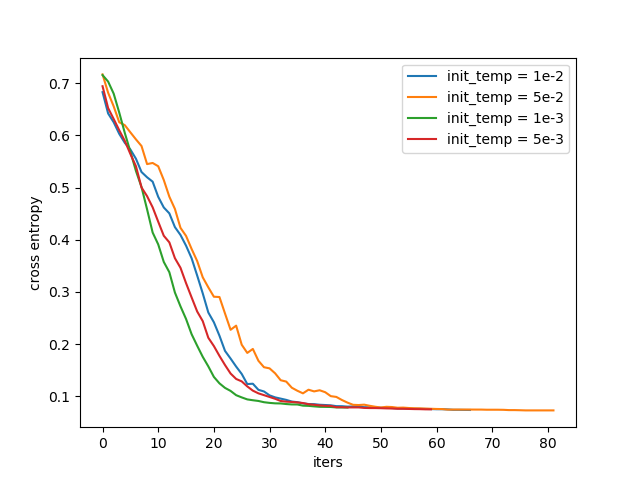 init_temp = 1e-2
init_temp = 5e-2
init_temp = 1e-3
init_temp = 5e-3
cross entropy
0.7
0.6
0.5
0.4
0.3
0.2
0.1
0 10 20 30 40 50 60 70 80
iters